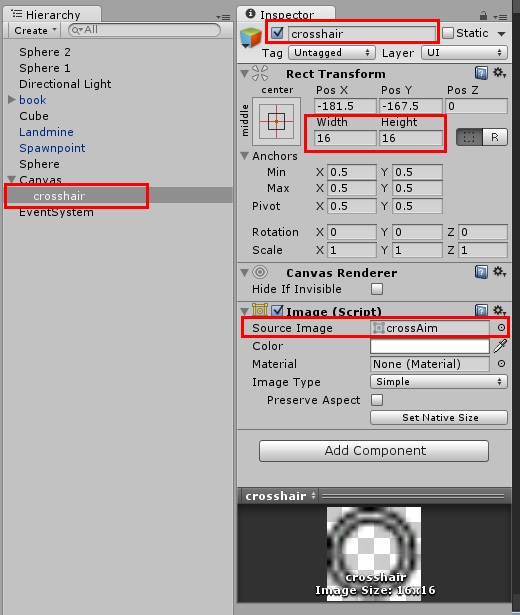 Hierarchy
Create
All
Sphere 2
Sphere 1
Directional Light
book
Cube
Landmine
Spawnpoint
Sphere
Canvas
crosshair
EventSystem
Inspector
crosshair
Static
Tag Untagged Layer UI
Rect Transform
center
middle
Pos X Pos Y Pos Z
-181.5 -167.5 0
Width Height
16 16
R
Anchors
Min X 0.5 Y 0.5
Max X 0.5 Y 0.5
Pivot X 0.5 Y 0.5
Rotation X 0 Y 0 Z 0
Scale X 1 Y 1 Z 1
Canvas Renderer
Hide If Invisible
Image (Script)
Source Image crossAim
Color
Material None (Material)
Image Type Simple
Preserve Aspect
Set Native Size
Add Component
crosshair
crosshair
Image Size: 16x16